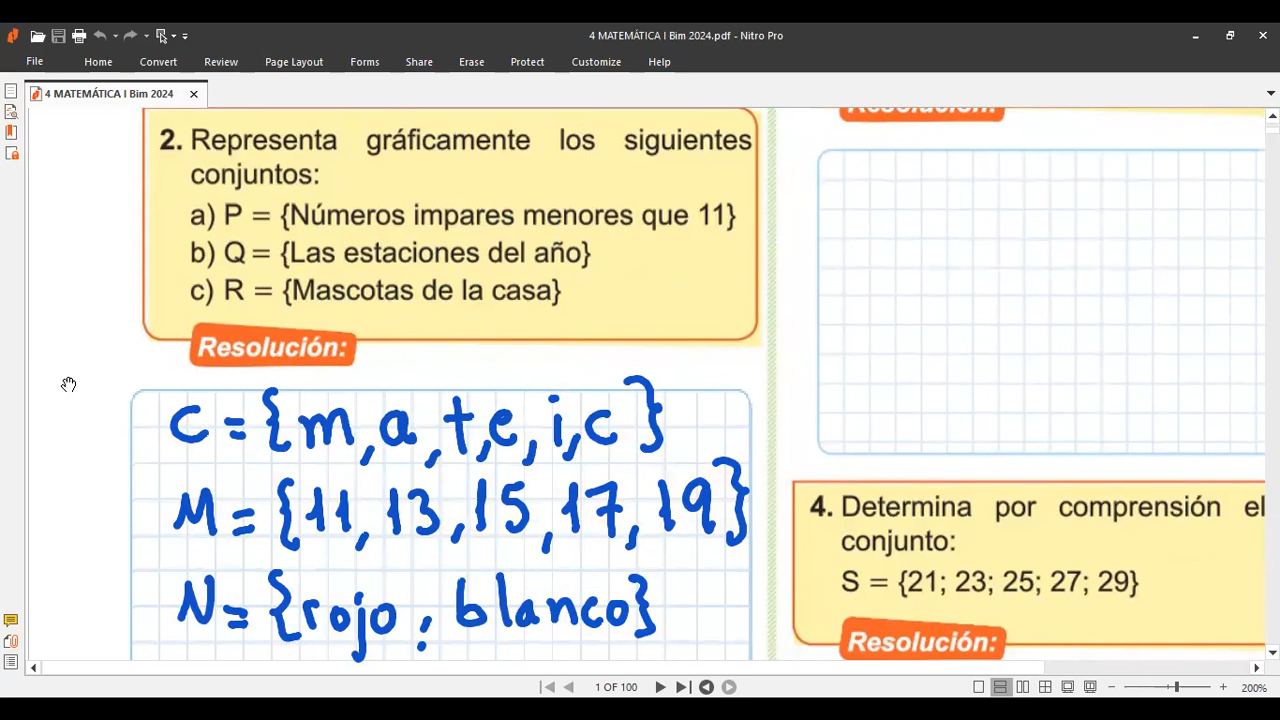 4 MATEMÁTICA I Bim 2024.pdf - Nitro Pro
File Home Convert Review Page Layout Forms Share Erase Protect Customize Help
4 MATEMÁTICA I Bim 2024
2. Representa gráficamente los siguientes
conjuntos:
a) P = {Números impares menores que 11}
b) Q = {Las estaciones del año}
c) R = {Mascotas de la casa}
Resolución:
C = {m, a, t, e, i, c}
M = {11, 13, 15, 17, 19}
N = {rojo; blanco}
Resolución:
4. Determina por comprensión el
conjunto:
S = {21; 23; 25; 27; 29}
Resolución:
1 OF 100
200%